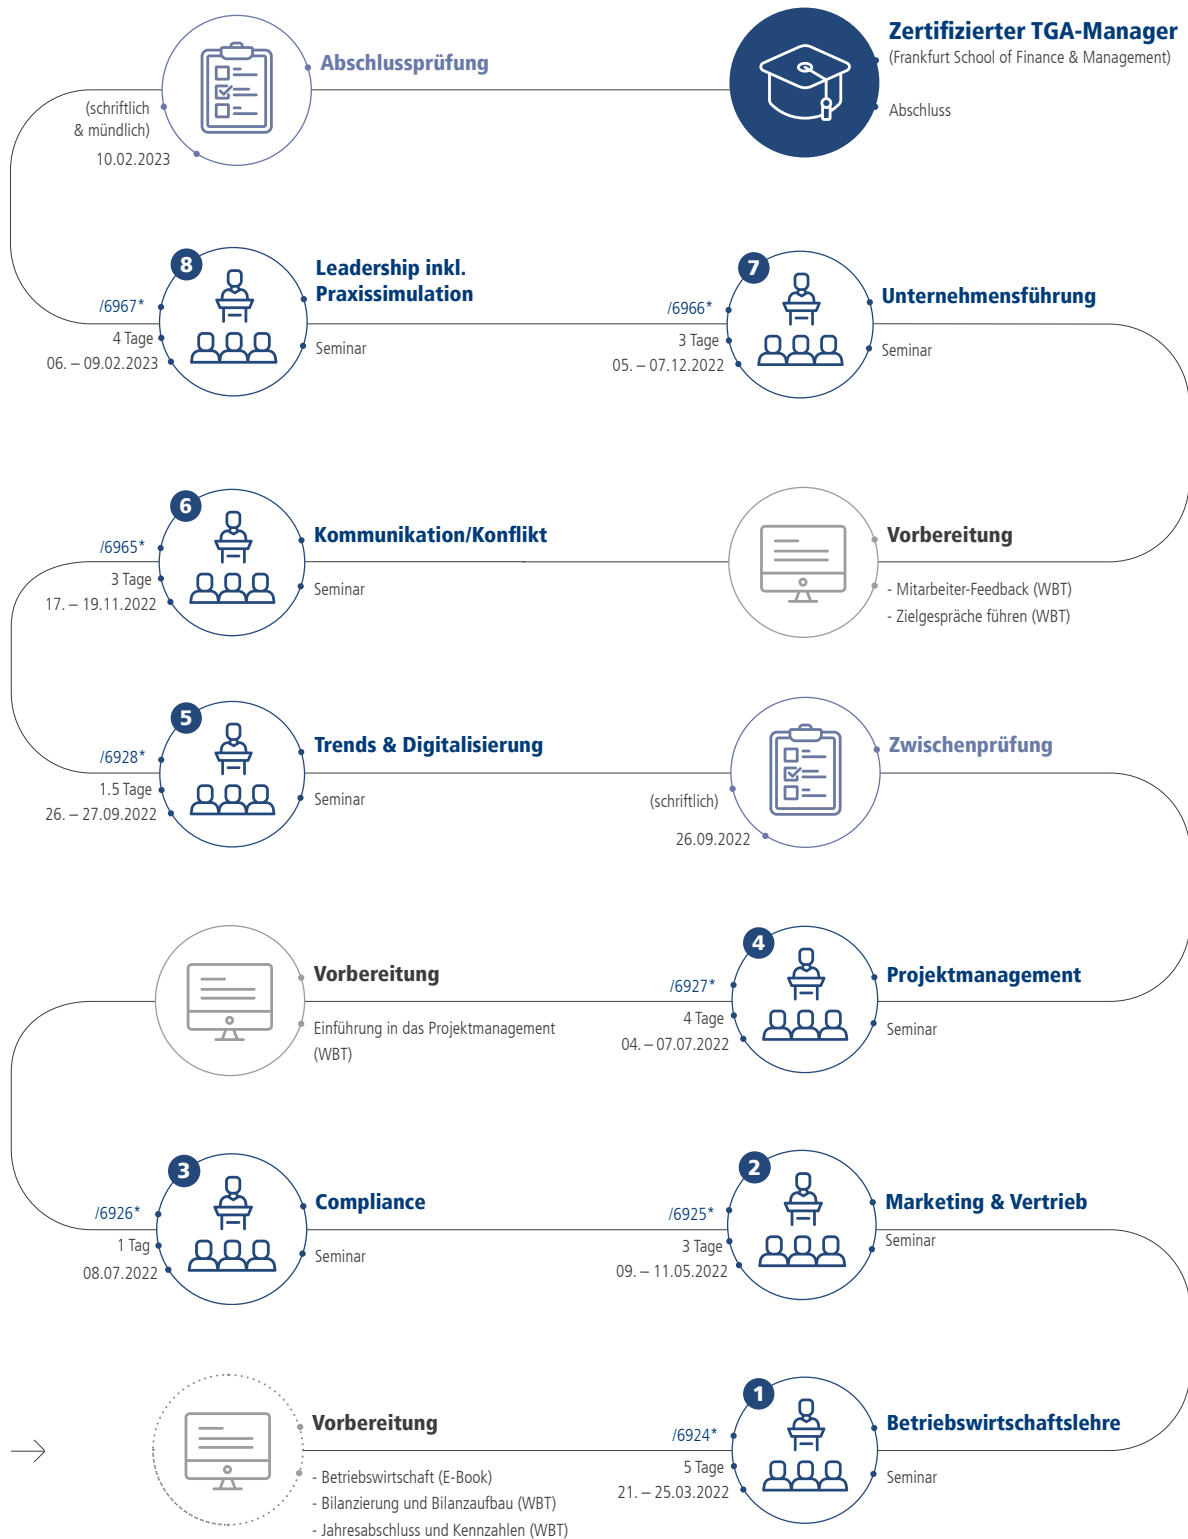 Abschlussprüfung
(schriftlich
& mündlich)
10.02.2023
Zertifizierter TGA-Manager
(Frankfurt School of Finance & Management)
Abschluss
8
Leadership inkl.
Praxissimulation
/6967*
4 Tage
06. – 09.02.2023
Seminar
7
Unternehmensführung
/6966*
3 Tage
05. – 07.12.2022
Seminar
6
Kommunikation/Konflikt
/6965*
3 Tage
17. – 19.11.2022
Seminar
Vorbereitung
- Mitarbeiter-Feedback (WBT)
- Zielgespräche führen (WBT)
5
Trends & Digitalisierung
/6928*
1.5 Tage
26. – 27.09.2022
Seminar
Zwischenprüfung
(schriftlich)
26.09.2022
Vorbereitung
Einführung in das Projektmanagement
(WBT)
4
Projektmanagement
/6927*
4 Tage
04. – 07.07.2022
Seminar
3
Compliance
/6926*
1 Tag
08.07.2022
Seminar
2
Marketing & Vertrieb
/6925*
3 Tage
09. – 11.05.2022
Seminar
Vorbereitung
- Betriebswirtschaft (E-Book)
- Bilanzierung und Bilanzaufbau (WBT)
- Jahresabschluss und Kennzahlen (WBT)
1
Betriebswirtschaftslehre
/6924*
5 Tage
21. – 25.03.2022
Seminar